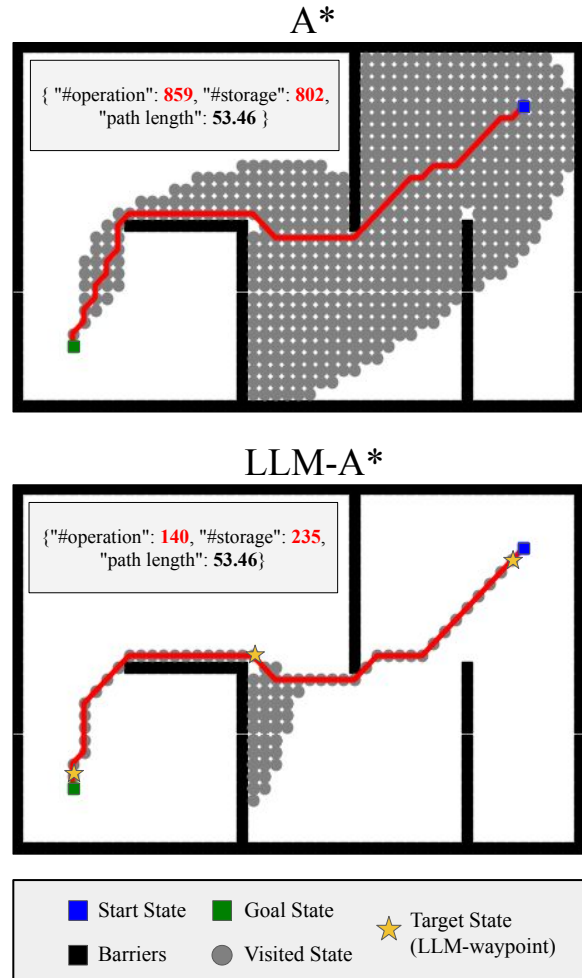 A*
{ "#operation": 859, "#storage": 802,
"path length": 53.46 }
LLM-A*
{"#operation": 140, "#storage": 235,
"path length": 53.46}
Start State
Goal State
Target State
(LLM-waypoint)
Barriers
Visited State